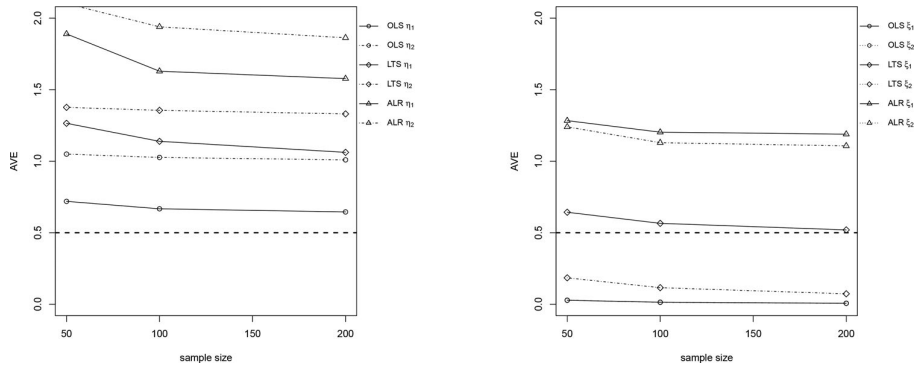 2.0
1.5
1.0
0.5
0.0
AVE
50
100
150
200
sample size
OLS η1
OLS η2
LTS η1
LTS η2
ALR η1
ALR η2
2.0
1.5
1.0
0.5
0.0
AVE
50
100
150
200
sample size
OLS ξ1
OLS ξ2
LTS ξ1
LTS ξ2
ALR ξ1
ALR ξ2